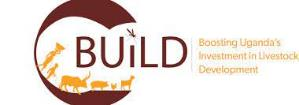 BUiLD
Boosting Uganda's
Investment in Livestock
Development